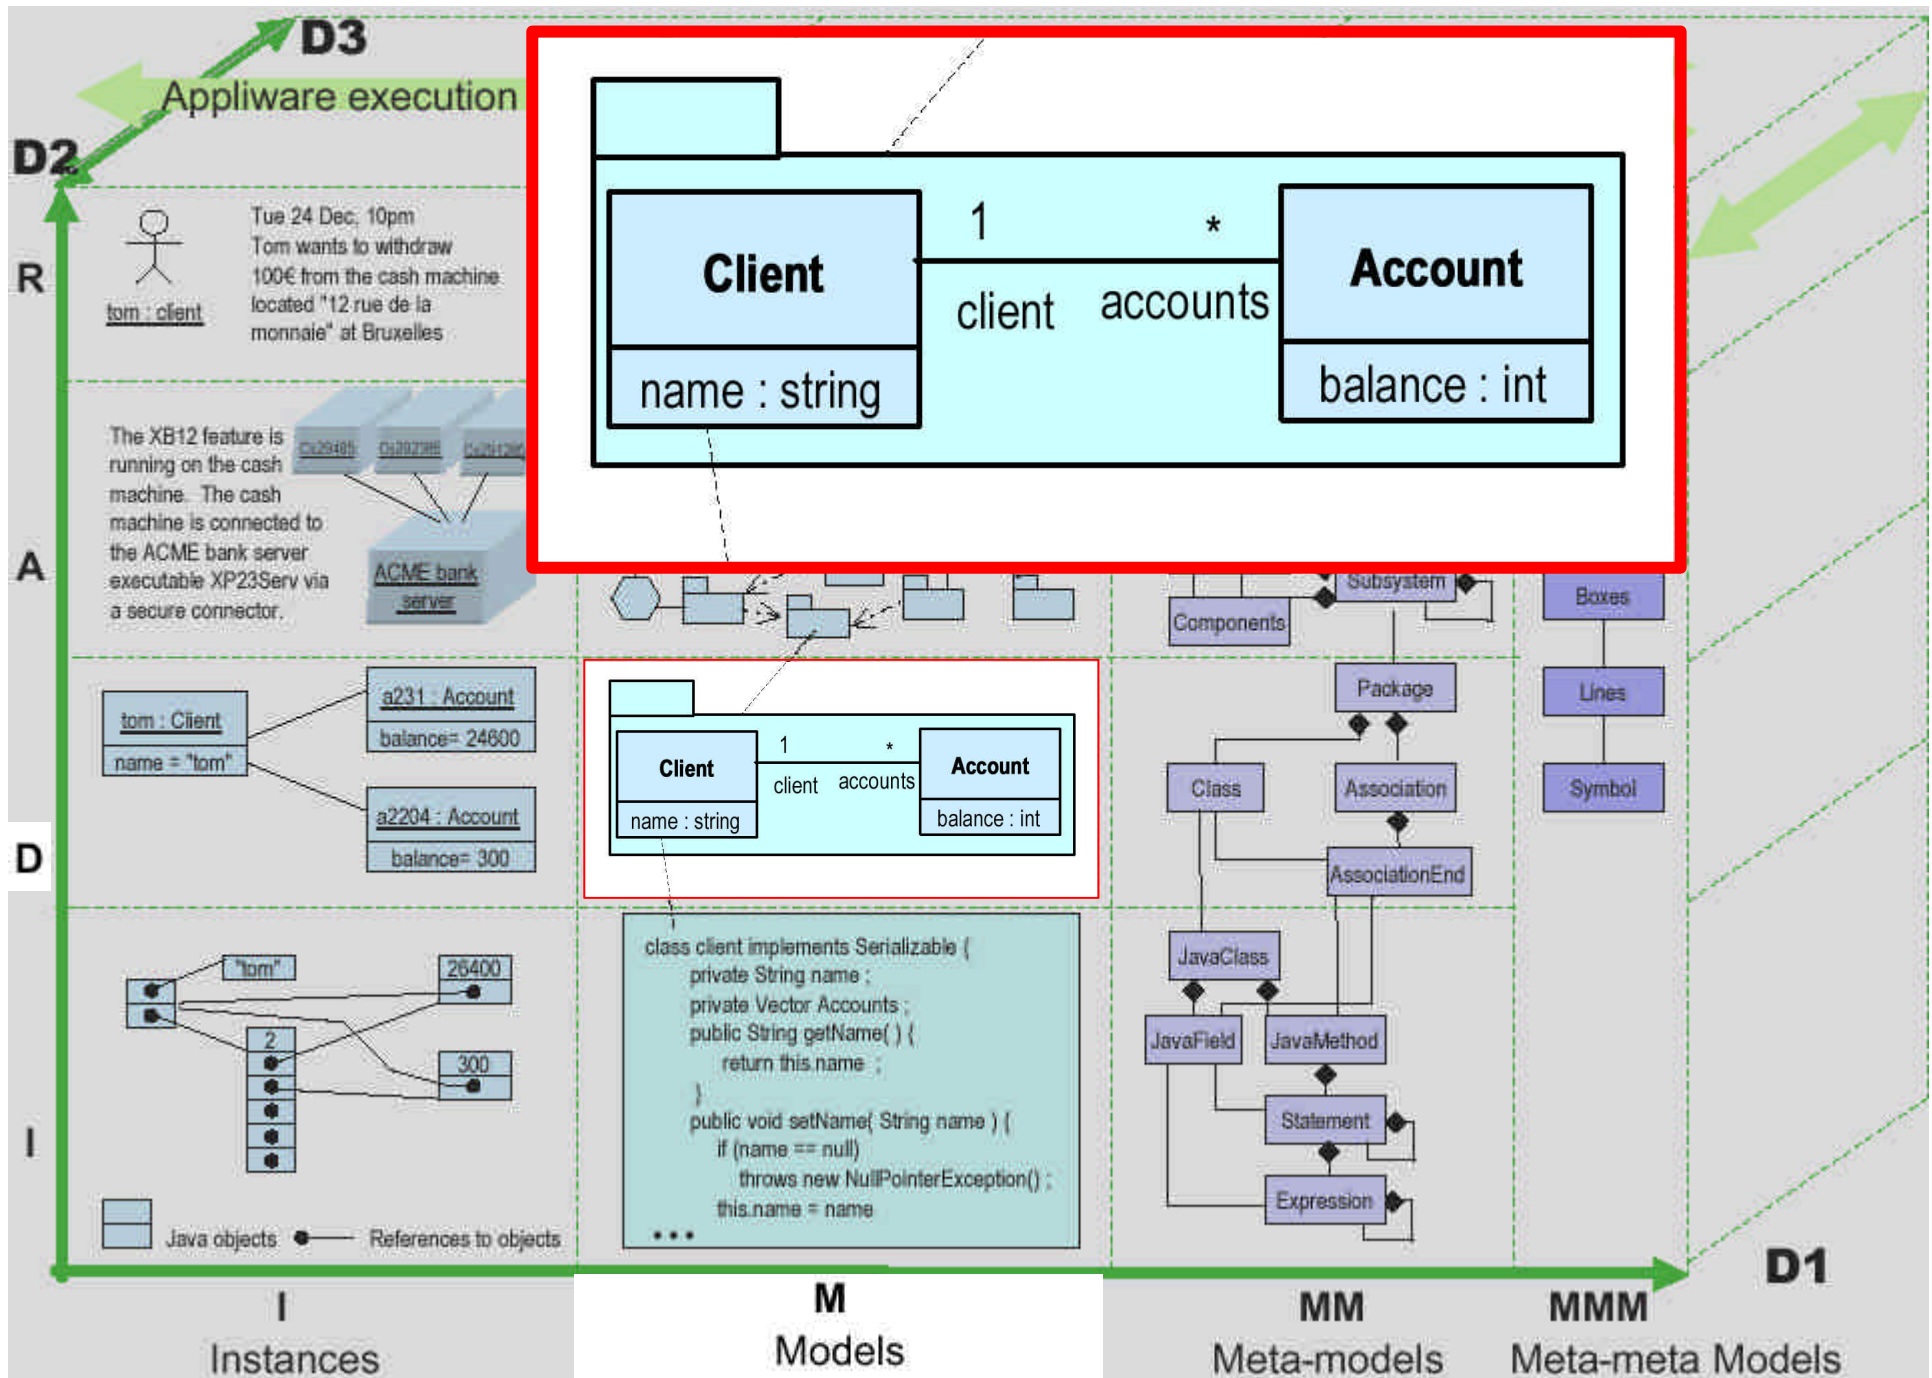 D3
Appliware execution
D2
R
tom : client
Tue 24 Dec, 10pm
Tom wants to withdraw
100€ from the cash machine
located "12 rue de la
monnaie" at Bruxelles
1
*
Client
Account
client
accounts
name : string
balance : int
A
The XB12 feature is
running on the cash
machine. The cash
machine is connected to
the ACME bank server
executable XP23Serv via
a secure connector.
ACME bank
server
Subsystem
Components
Boxes
D
tom : Client
name = "tom"
a231 : Account
balance= 24600
a2204 : Account
balance= 300
1
*
Client
Account
client
accounts
name : string
balance : int
Package
Class
Association
AssociationEnd
Lines
Symbol
I
"tom"
26400
2
300
Java objects
References to objects
class client implements Serializable {
private String name ;
private Vector Accounts ;
public String getName( ) {
return this.name ;
}
public void setName( String name ) {
if (name == null)
throws new NullPointerException() ;
this.name = name
•••
JavaClass
JavaField
JavaMethod
Statement
Expression
D1
I
M
MM
MMM
Instances
Models
Meta-models
Meta-meta Models